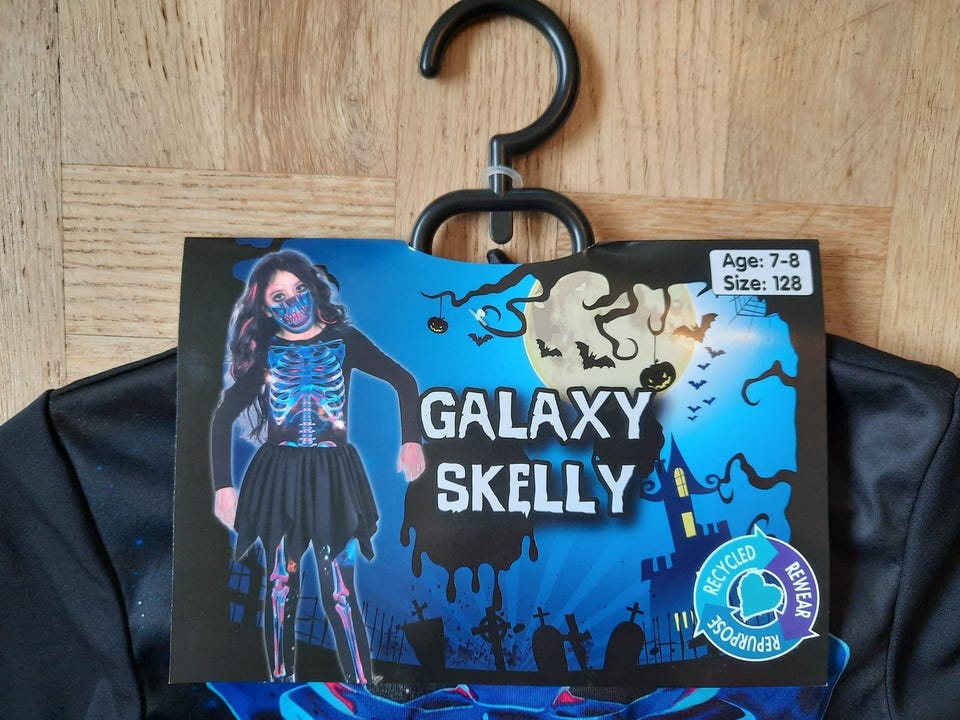 Age: 7-8
Size: 128
GALAXY
SKELLY
RECYCLED
REWEAR
REPURPOSE